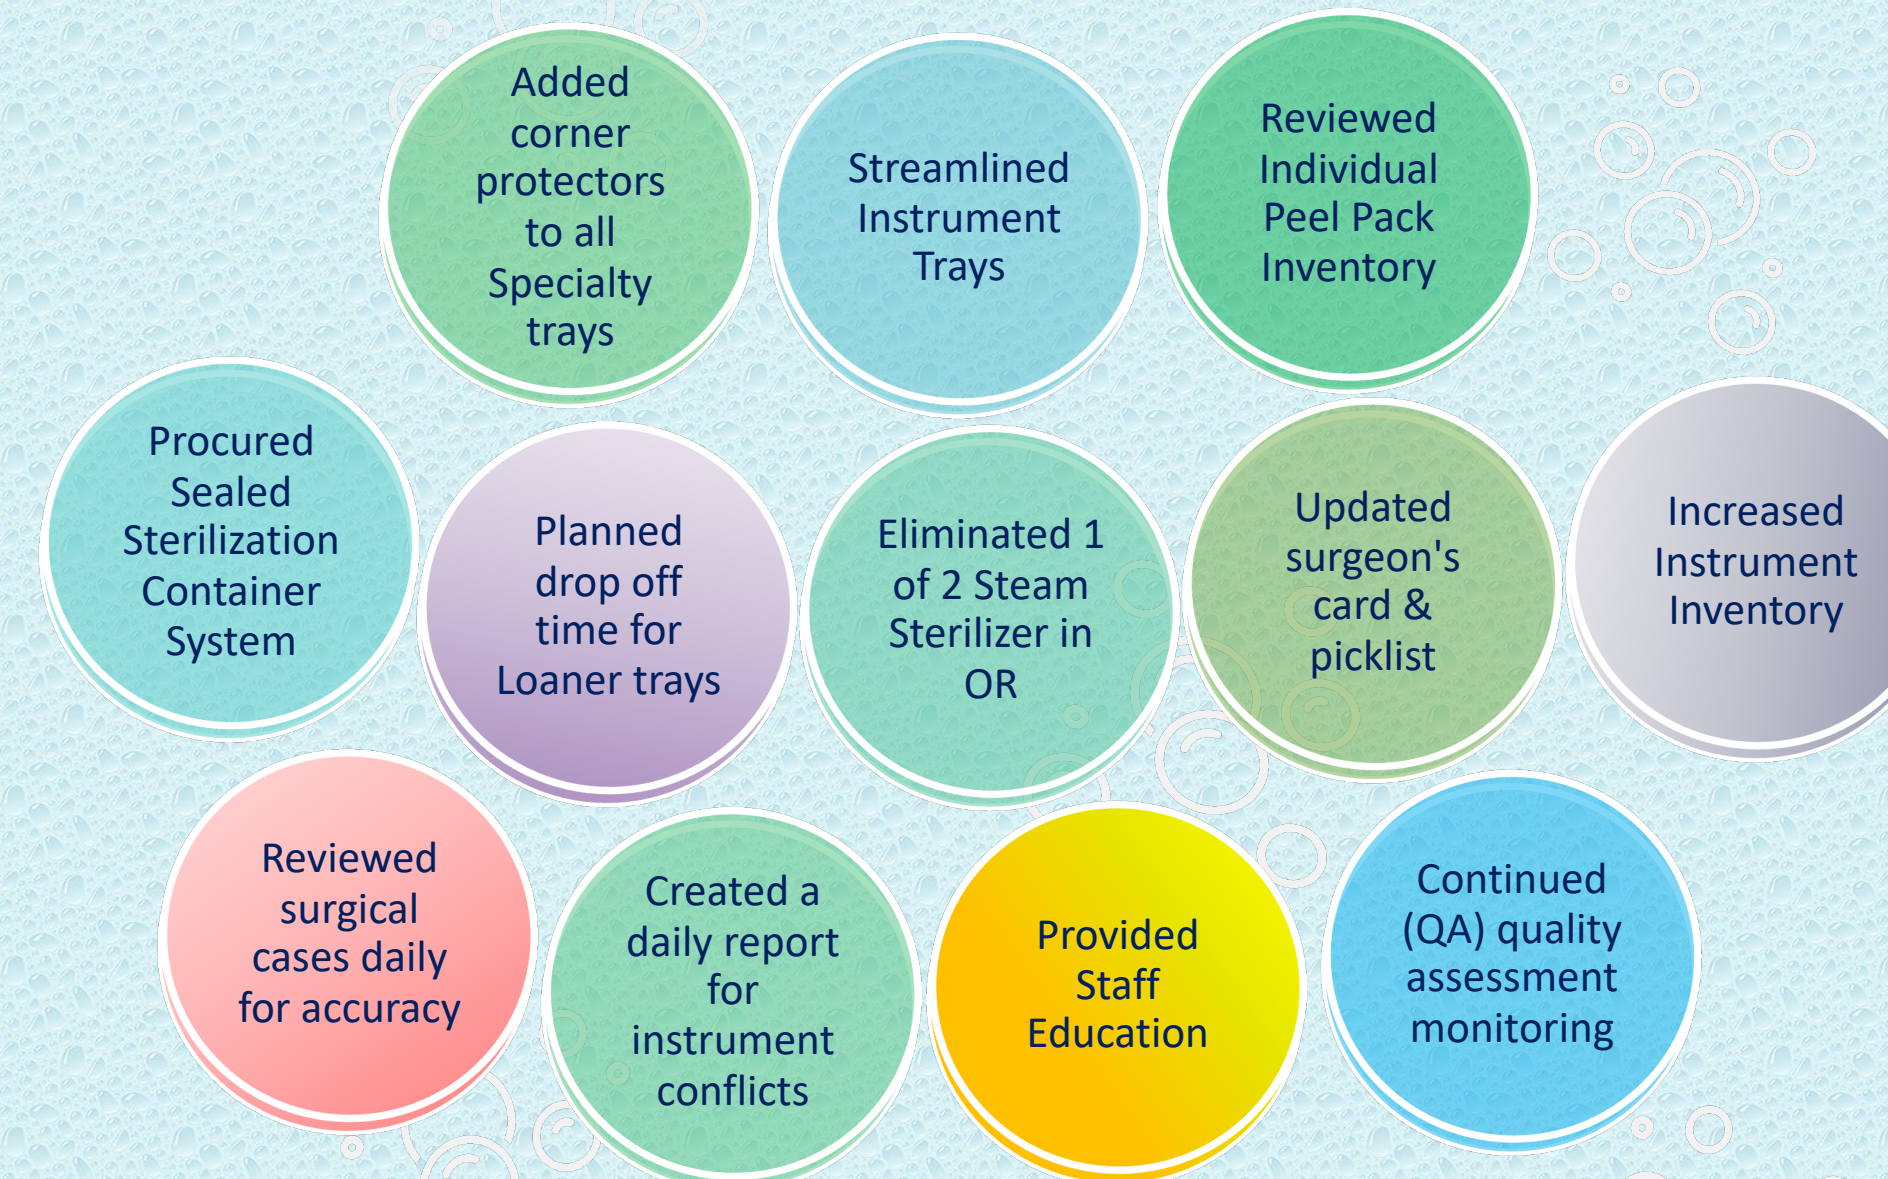 Added
corner
protectors
to all
Specialty
trays
Streamlined
Instrument
Trays
Reviewed
Individual
Peel Pack
Inventory
Procured
Sealed
Sterilization
Container
System
Planned
drop off
time for
Loaner trays
Eliminated 1
of 2 Steam
Sterilizer in
OR
Updated
surgeon's
card &
picklist
Increased
Instrument
Inventory
Reviewed
surgical
cases daily
for accuracy
Created a
daily report
for
instrument
conflicts
Provided
Staff
Education
Continued
(QA) quality
assessment
monitoring